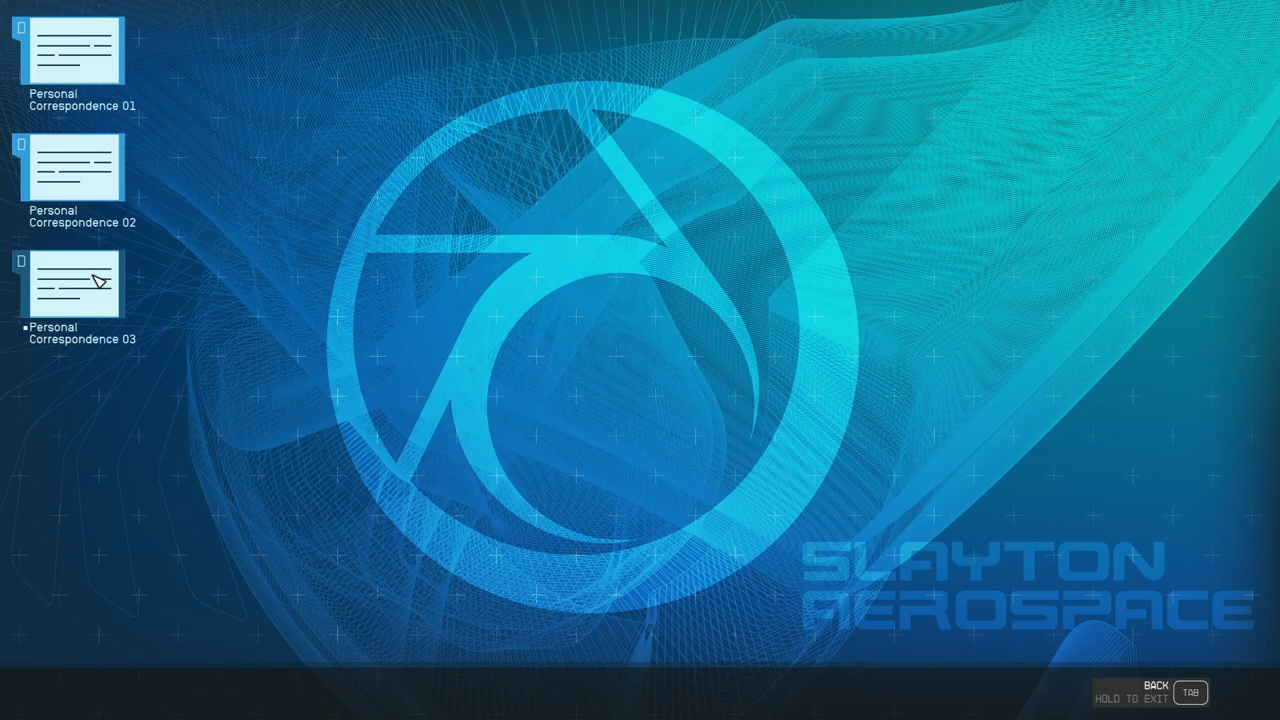 Personal
Correspondence 01
Personal
Correspondence 02
Personal
Correspondence 03
SLAYTON
AEROSPACE
BACK
HOLD TO EXIT
TAB